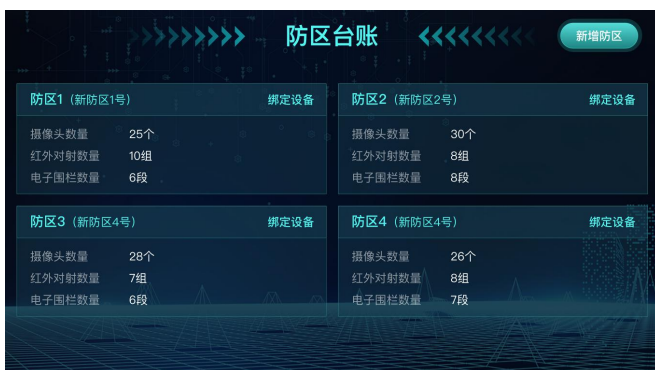 防区台账
新增防区
防区1（新防区1号） 绑定设备
摄像头数量 25个
红外对射数量 10组
电子围栏数量 6段
防区2（新防区2号） 绑定设备
摄像头数量 30个
红外对射数量 8组
电子围栏数量 8段
防区3（新防区4号） 绑定设备
摄像头数量 28个
红外对射数量 7组
电子围栏数量 6段
防区4（新防区4号） 绑定设备
摄像头数量 26个
红外对射数量 8组
电子围栏数量 7段